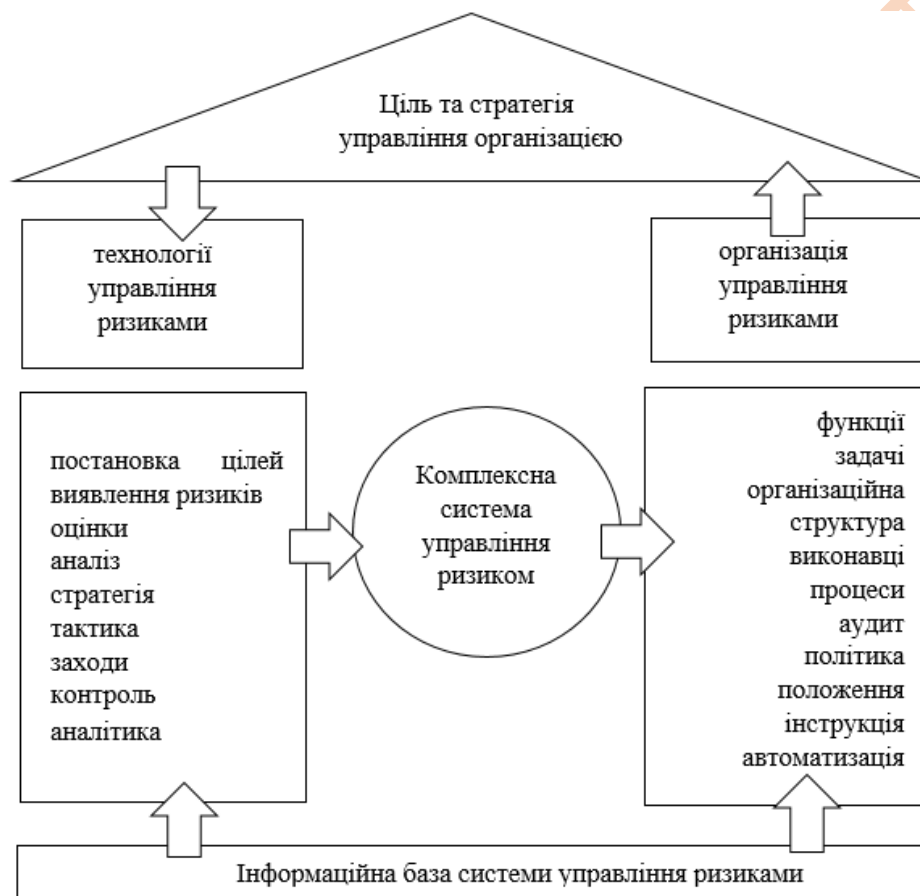 Ціль та стратегія
управління організацією
технології
управління
ризиками
організація
управління
ризиками
постановка цілей
виявлення ризиків
оцінки
аналіз
стратегія
тактика
заходи
контроль
аналітика
Комплексна
система
управління
ризиком
функції
задачі
організаційна
структура
виконавці
процеси
аудит
політика
положення
інструкція
автоматизація
Інформаційна база системи управління ризиками